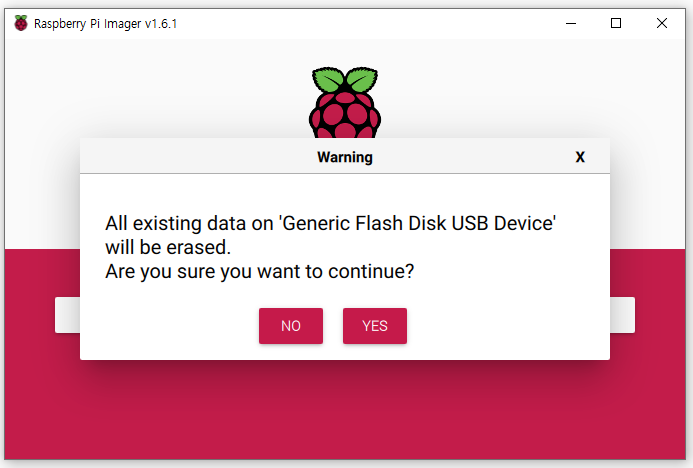 Raspberry Pi Imager v1.6.1
Warning
X
All existing data on 'Generic Flash Disk USB Device'
will be erased.
Are you sure you want to continue?
NO
YES